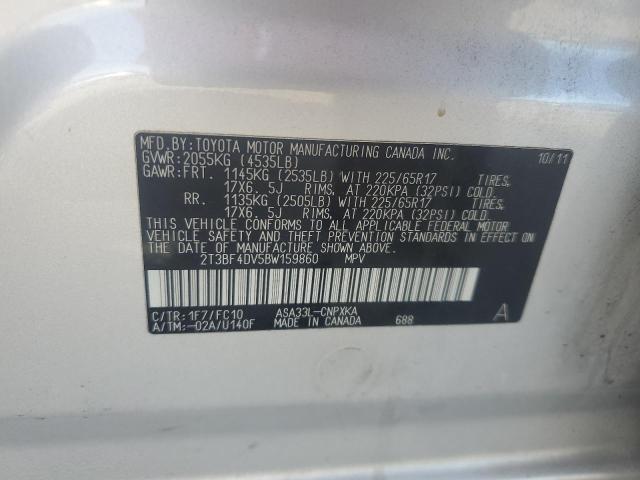 MFD.BY:TOYOTA MOTOR MANUFACTURING CANADA INC. 10/11
GVWR:2055KG (4535LB)
GAWR:FRT. 1145KG (2535LB) WITH 225/65R17 TIRES,
17X6. 5J RIMS, AT 220KPA (32PSI) COLD.
RR. 1135KG (2505LB) WITH 225/65R17 TIRES,
17X6. 5J RIMS, AT 220KPA (32PSI) COLD.
THIS VEHICLE CONFORMS TO ALL APPLICABLE FEDERAL MOTOR
VEHICLE SAFETY AND THEFT PREVENTION STANDARDS IN EFFECT ON
THE DATE OF MANUFACTURE SHOWN ABOVE.
2T3BF4DV5BW159860 MPV
C/TR:1F7/FC10 ASA33L-CNPXKA
A/TM:-02A/U140F MADE IN CANADA 688 A